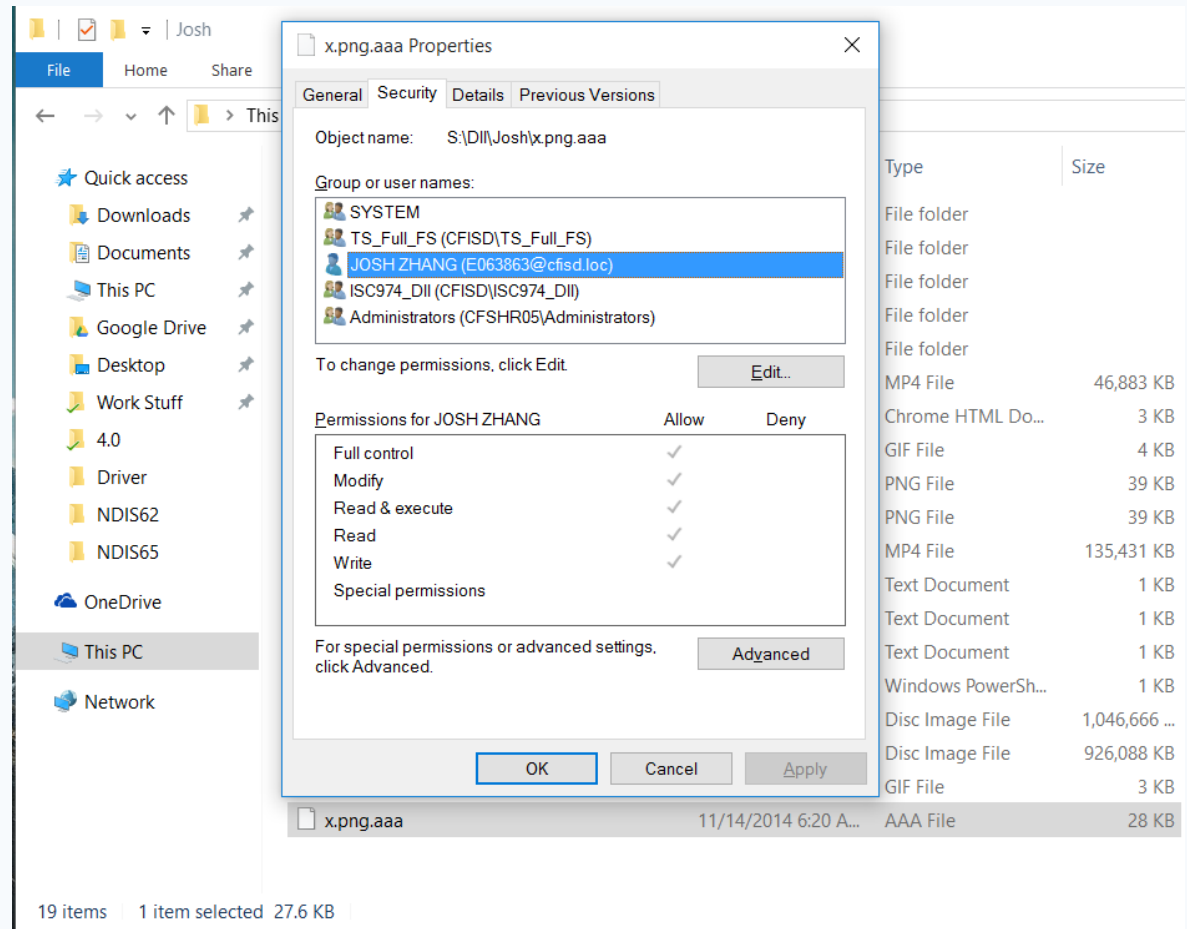 Josh
File Home Share
This
Quick access
Downloads
Documents
This PC
Google Drive
Desktop
Work Stuff
4.0
Driver
NDIS62
NDIS65
OneDrive
This PC
Network
x.png.aaa Properties
General Security Details Previous Versions
Object name: S:\DII\Josh\x.png.aaa
Group or user names:
SYSTEM
TS_Full_FS (CFISD\TS_Full_FS)
JOSH ZHANG (E063863@cfisd.loc)
ISC974_DII (CFISD\ISC974_DII)
Administrators (CFSHR05\Administrators)
To change permissions, click Edit.
Edit...
Permissions for JOSH ZHANG Allow Deny
Full control
Modify
Read & execute
Read
Write
Special permissions
For special permissions or advanced settings,
click Advanced.
Advanced
OK Cancel Apply
Type Size
File folder
File folder
File folder
File folder
File folder
MP4 File 46,883 KB
Chrome HTML Do... 3 KB
GIF File 4 KB
PNG File 39 KB
PNG File 39 KB
MP4 File 135,431 KB
Text Document 1 KB
Text Document 1 KB
Text Document 1 KB
Windows PowerSh... 1 KB
Disc Image File 1,046,666 ...
Disc Image File 926,088 KB
GIF File 3 KB
x.png.aaa 11/14/2014 6:20 A... AAA File 28 KB
19 items 1 item selected 27.6 KB